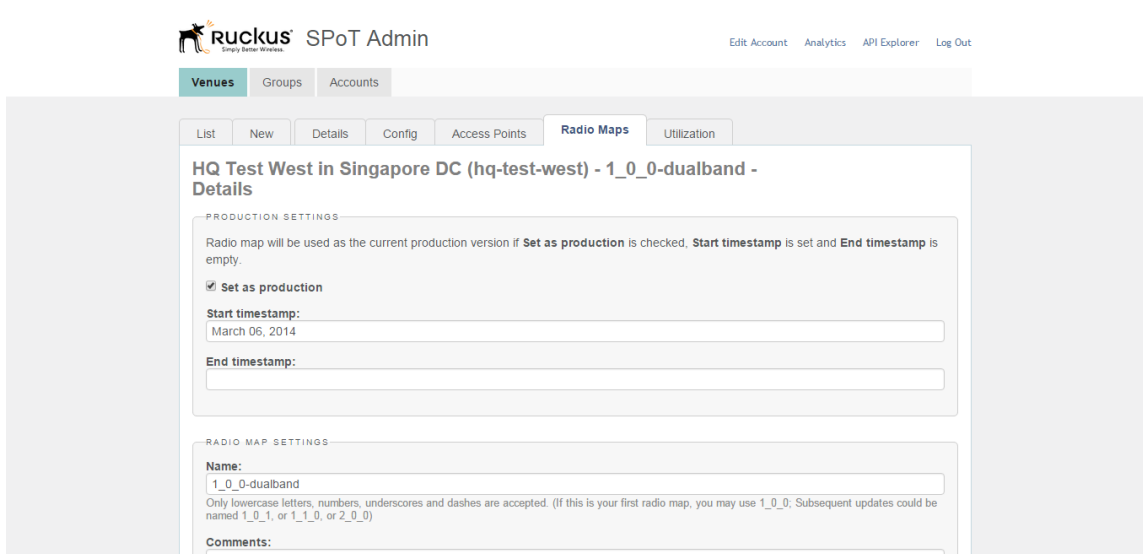 Ruckus®
Simply Better Wireless.
SPoT Admin
Edit Account Analytics API Explorer Log Out
Venues Groups Accounts
List New Details Config Access Points Radio Maps Utilization
HQ Test West in Singapore DC (hq-test-west) - 1_0_0-dualband -
Details
PRODUCTION SETTINGS
Radio map will be used as the current production version if Set as production is checked, Start timestamp is set and End timestamp is
empty.
Set as production
Start timestamp:
March 06, 2014
End timestamp:
RADIO MAP SETTINGS
Name:
1_0_0-dualband
Only lowercase letters, numbers, underscores and dashes are accepted. (If this is your first radio map, you may use 1_0_0; Subsequent updates could be
named 1_0_1, or 1_1_0, or 2_0_0)
Comments: